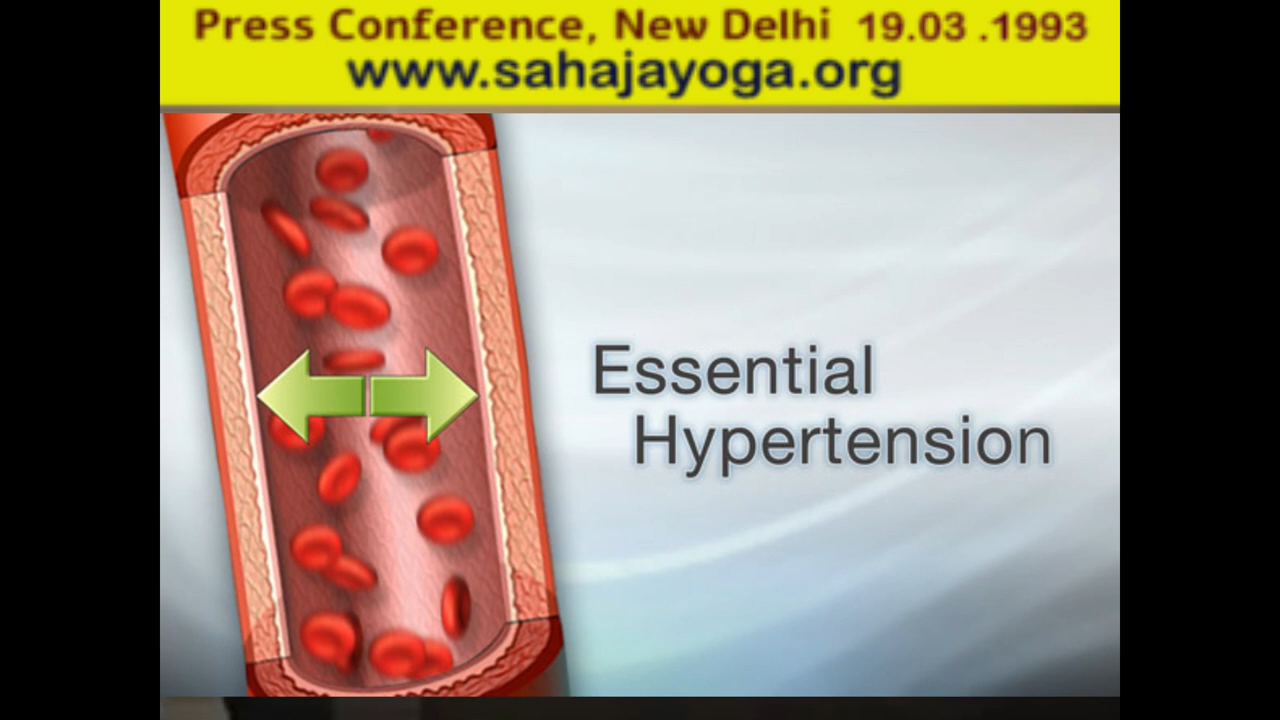 Press Conference, New Delhi 19.03 .1993
www.sahajayoga.org
Essential
Hypertension